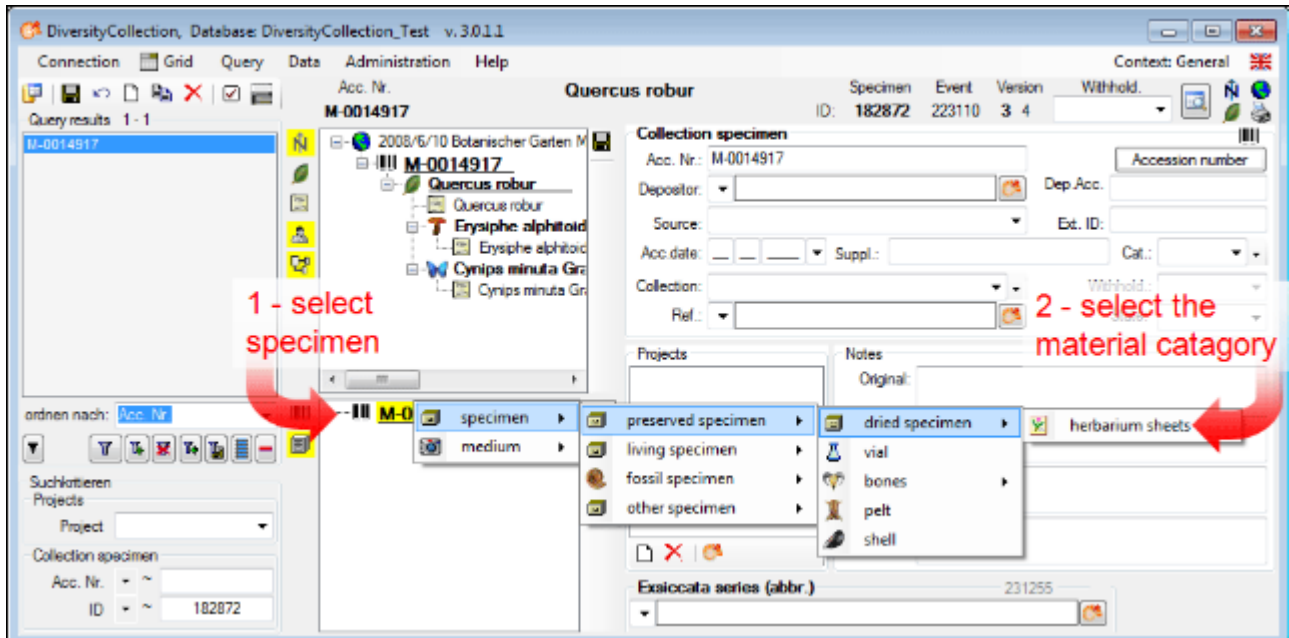 DiversityCollection, Database: DiversityCollection_Test v. 3.0.1.1
Connection Grid Query Data Administration Help Context: General
Acc. Nr. Quercus robur Specimen Event Version Withhold.
M-0014917 ID: 182872 223110 3 4
Query results 1 - 1
M-0014917
2008/6/10 Botanischer Garten M
M-0014917
Quercus robur
Quercus robur
Erysiphe alphitoid
Erysiphe alphitoid
Cynips minuta Gra
Cynips minuta Gra
Collection specimen
Acc. Nr.: M-0014917 Accession number
Depositor: Dep.Acc.
Source: Ext. ID:
Acc.date: __ __ ____ Suppl.: Cat.:
Collection: Withhold.:
Ref.:
1 - select
specimen
2 - select the
material catagory
Projects Notes
Original:
ordnen nach: Acc. Nr.
M-0 specimen preserved specimen dried specimen herbarium sheets
medium living specimen vial
fossil specimen bones
other specimen pelt
shell
Suchkriterien
Projects
Project
Collection specimen
Acc. Nr. ~
ID ~ 182872
Exsiccata series (abbr.) 231255